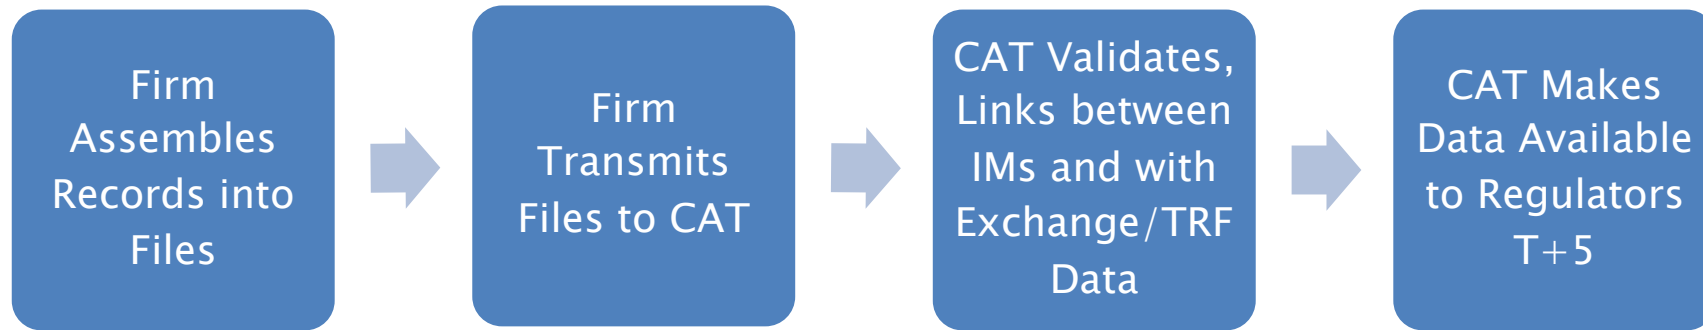 Firm
Assembles
Records into
Files
Firm
Transmits
Files to CAT
CAT Validates,
Links between
IMs and with
Exchange/TRF
Data
CAT Makes
Data Available
to Regulators
T+5